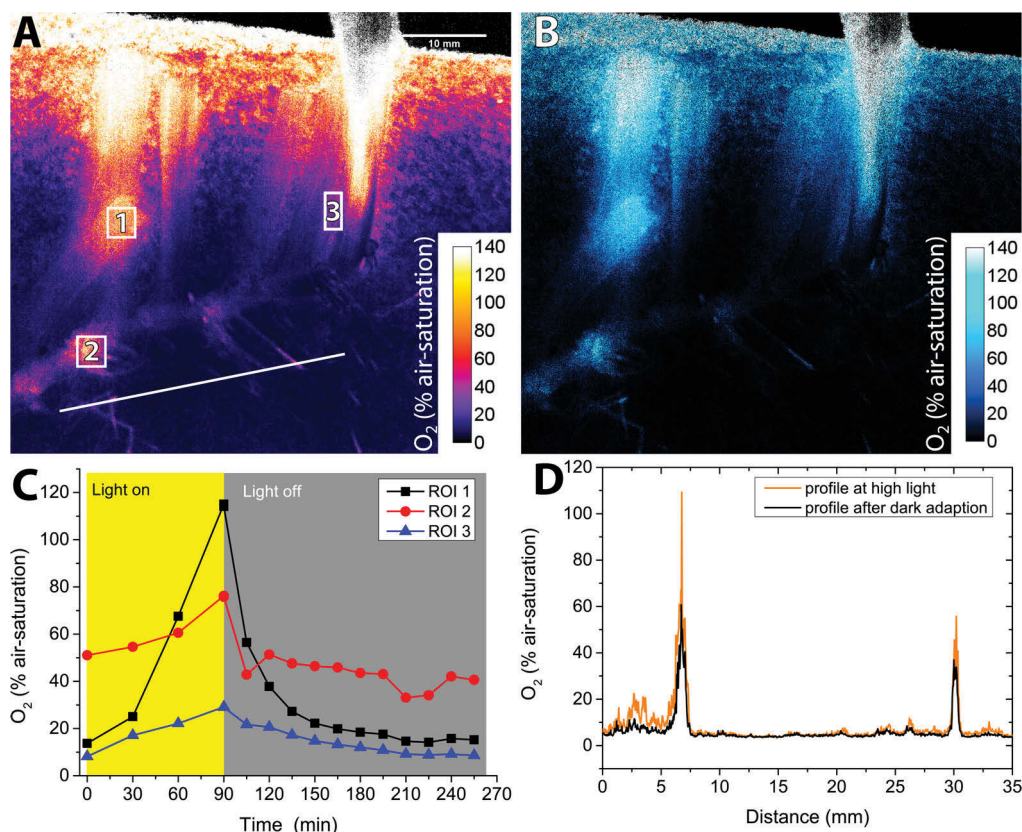 A
10 mm
1
3
2
O2 (% air-saturation)
140
120
100
80
60
40
20
0
B
O2 (% air-saturation)
140
120
100
80
60
40
20
0
C
Light on
Light off
ROI 1
ROI 2
ROI 3
O2 (% air-saturation)
120
100
80
60
40
20
0
0 30 60 90 120 150 180 210 240 270
Time (min)
D
profile at high light
profile after dark adaption
O2 (% air-saturation)
120
100
80
60
40
20
0
0 5 10 15 20 25 30 35
Distance (mm)